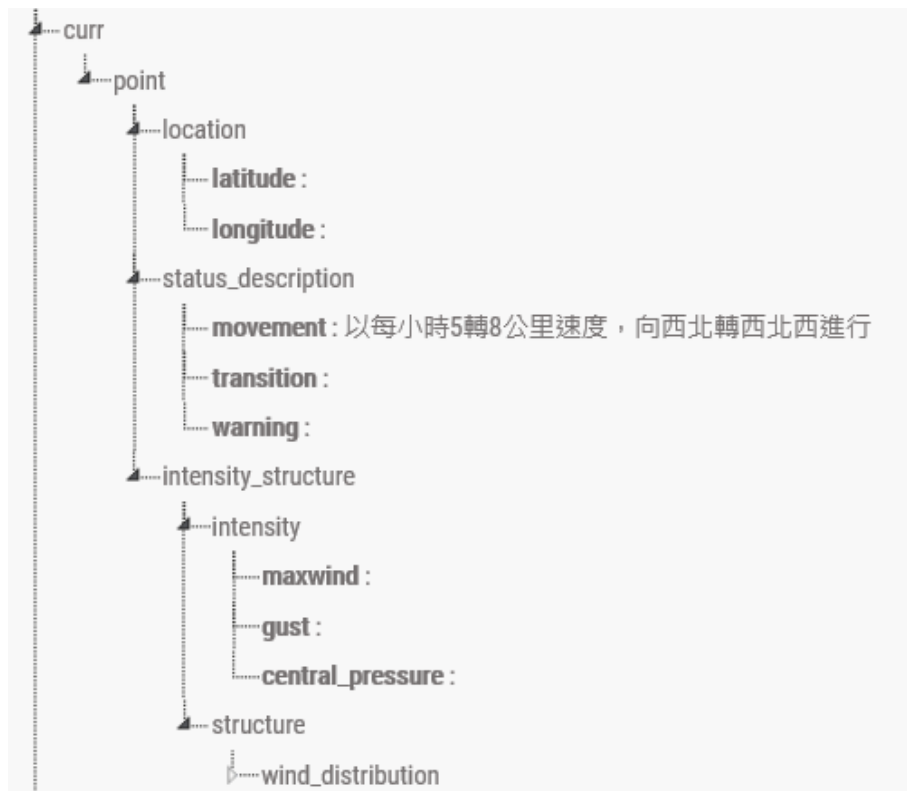 curr
point
location
latitude :
longitude :
status_description
movement : 以每小時5轉8公里速度，向西北轉西北西進行
transition :
warning :
intensity_structure
intensity
maxwind :
gust :
central_pressure :
structure
wind_distribution